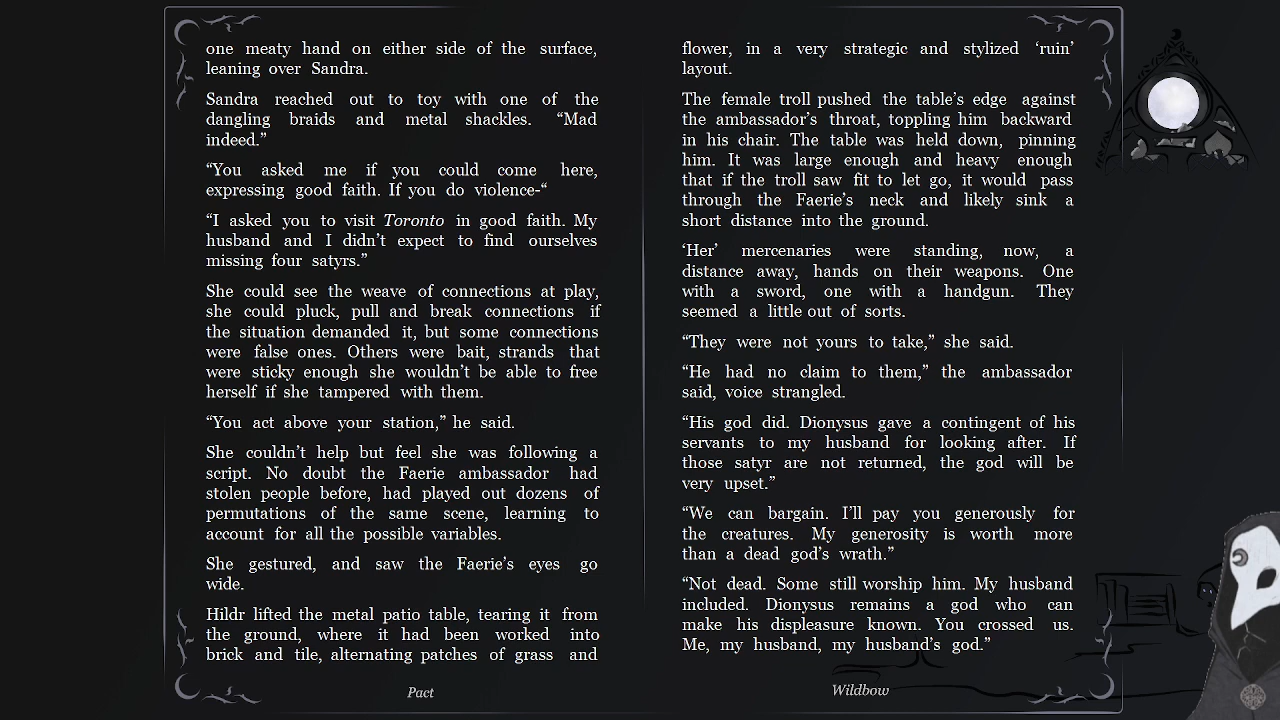 one meaty hand on either side of the surface,
leaning over Sandra.
Sandra reached out to toy with one of the
dangling braids and metal shackles. “Mad
indeed.”
“You asked me if you could come here,
expressing good faith. If you do violence-“
“I asked you to visit Toronto in good faith. My
husband and I didn’t expect to find ourselves
missing four satyrs.”
She could see the weave of connections at play,
she could pluck, pull and break connections if
the situation demanded it, but some connections
were false ones. Others were bait, strands that
were sticky enough she wouldn’t be able to free
herself if she tampered with them.
“You act above your station,” he said.
She couldn’t help but feel she was following a
script. No doubt the Faerie ambassador had
stolen people before, had played out dozens of
permutations of the same scene, learning to
account for all the possible variables.
She gestured, and saw the Faerie’s eyes go
wide.
Hildr lifted the metal patio table, tearing it from
the ground, where it had been worked into
brick and tile, alternating patches of grass and
Pact
flower, in a very strategic and stylized ‘ruin’
layout.
The female troll pushed the table’s edge against
the ambassador’s throat, toppling him backward
in his chair. The table was held down, pinning
him. It was large enough and heavy enough
that if the troll saw fit to let go, it would pass
through the Faerie’s neck and likely sink a
short distance into the ground.
‘Her’ mercenaries were standing, now, a
distance away, hands on their weapons. One
with a sword, one with a handgun. They
seemed a little out of sorts.
“They were not yours to take,” she said.
“He had no claim to them,” the ambassador
said, voice strangled.
“His god did. Dionysus gave a contingent of his
servants to my husband for looking after. If
those satyr are not returned, the god will be
very upset.”
“We can bargain. I’ll pay you generously for
the creatures. My generosity is worth more
than a dead god’s wrath.”
“Not dead. Some still worship him. My husband
included. Dionysus remains a god who can
make his displeasure known. You crossed us.
Me, my husband, my husband’s god.”
Wildbow